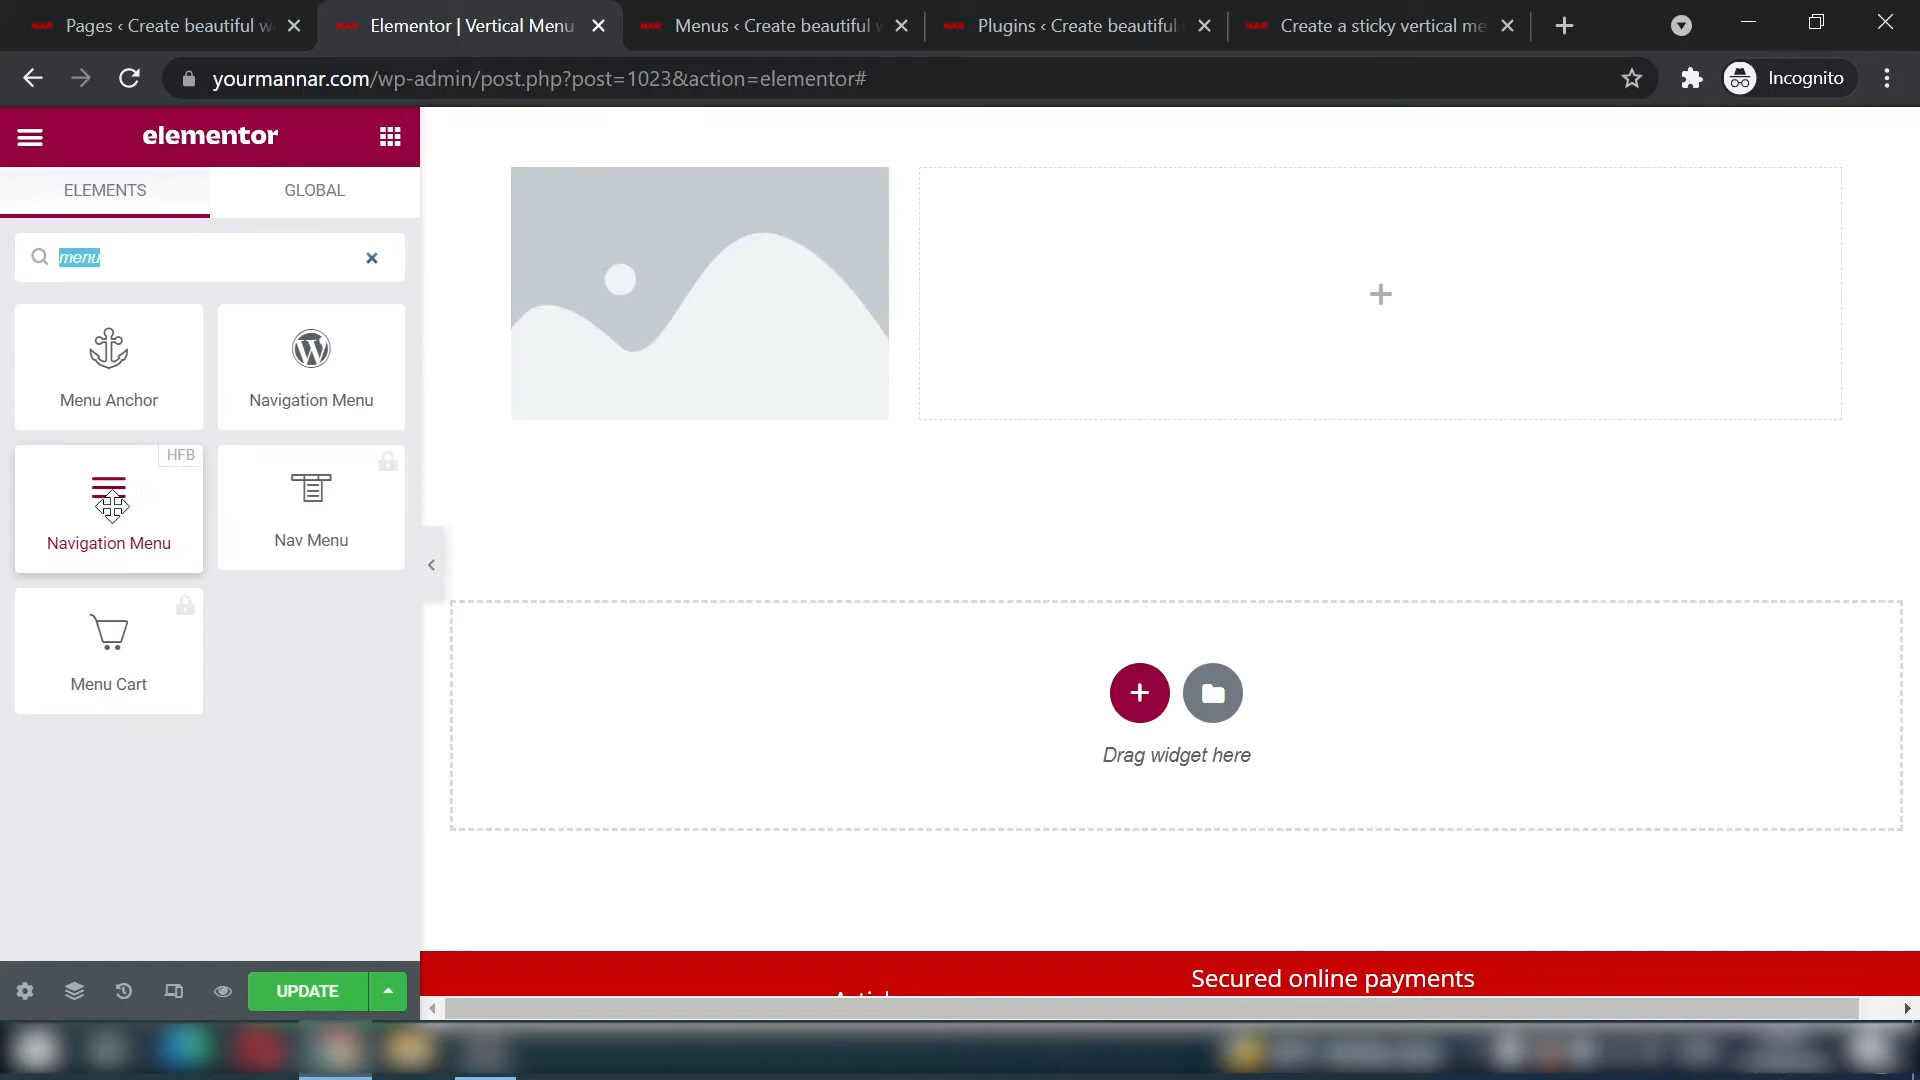 Pages ‹ Create beautiful w
Elementor | Vertical Menu
Menus ‹ Create beautiful
Plugins ‹ Create beautiful
Create a sticky vertical me
yourmannar.com/wp-admin/post.php?post=1023&action=elementor#
Incognito
elementor
ELEMENTS
GLOBAL
menu
Menu Anchor
Navigation Menu
HFB
Navigation Menu
Nav Menu
Menu Cart
Drag widget here
Secured online payments
UPDATE